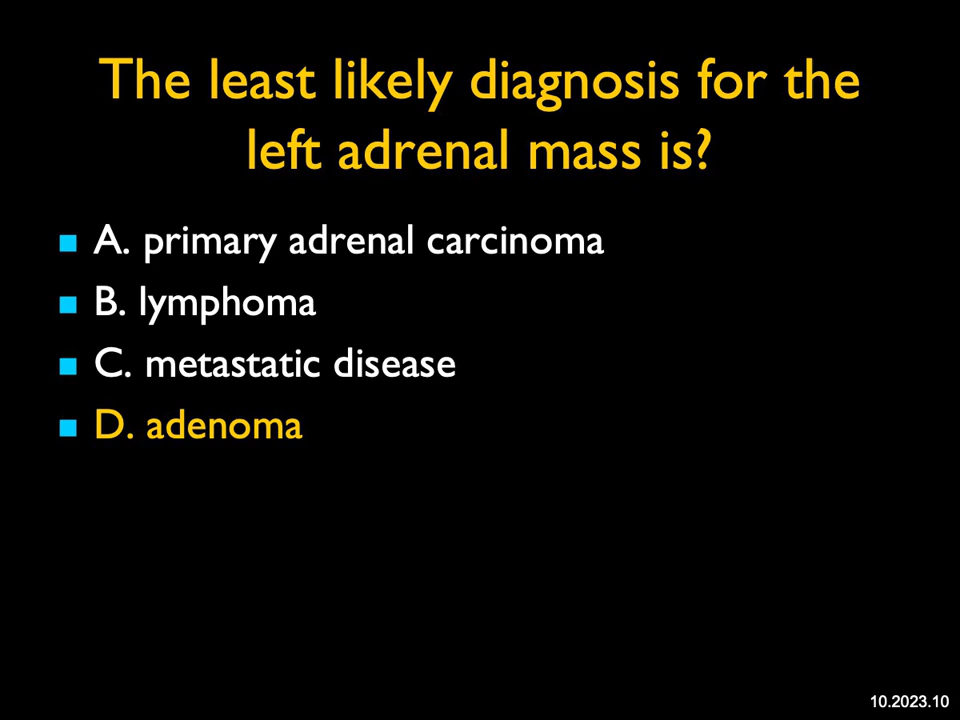 The least likely diagnosis for the
left adrenal mass is?
A. primary adrenal carcinoma
B. lymphoma
C. metastatic disease
D. adenoma
10.2023.10